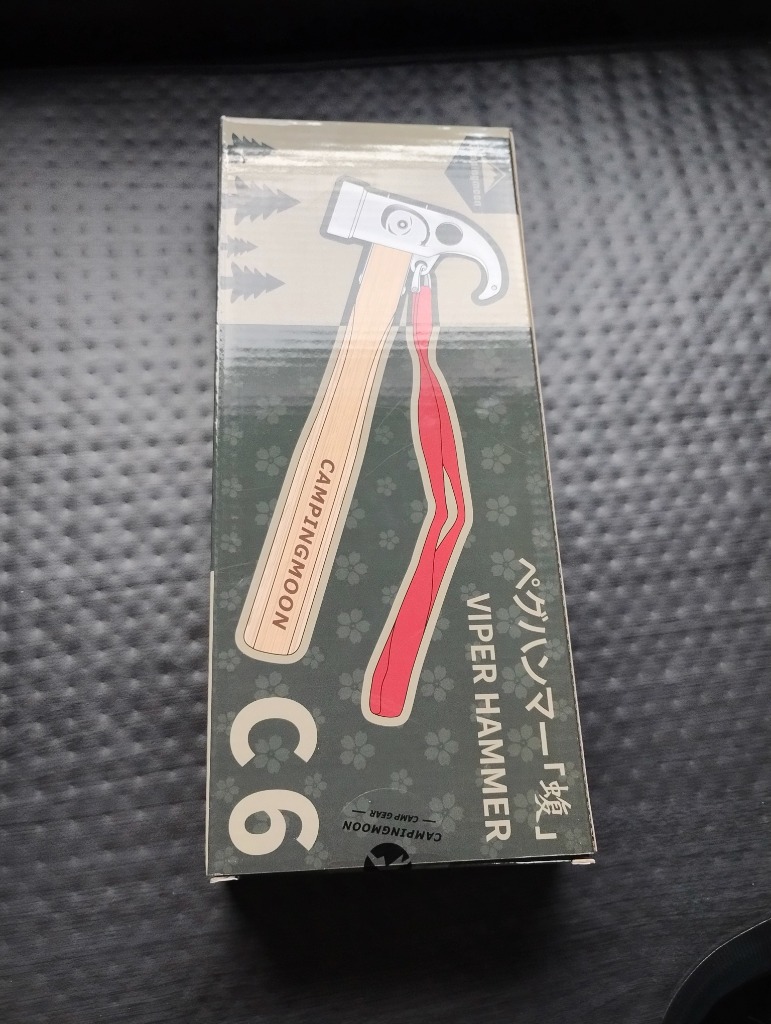 ペグハンマー「蝮」
VIPER HAMMER
CAMPINGMOON
C6
CAMPINGMOON
— CAMP GEAR —